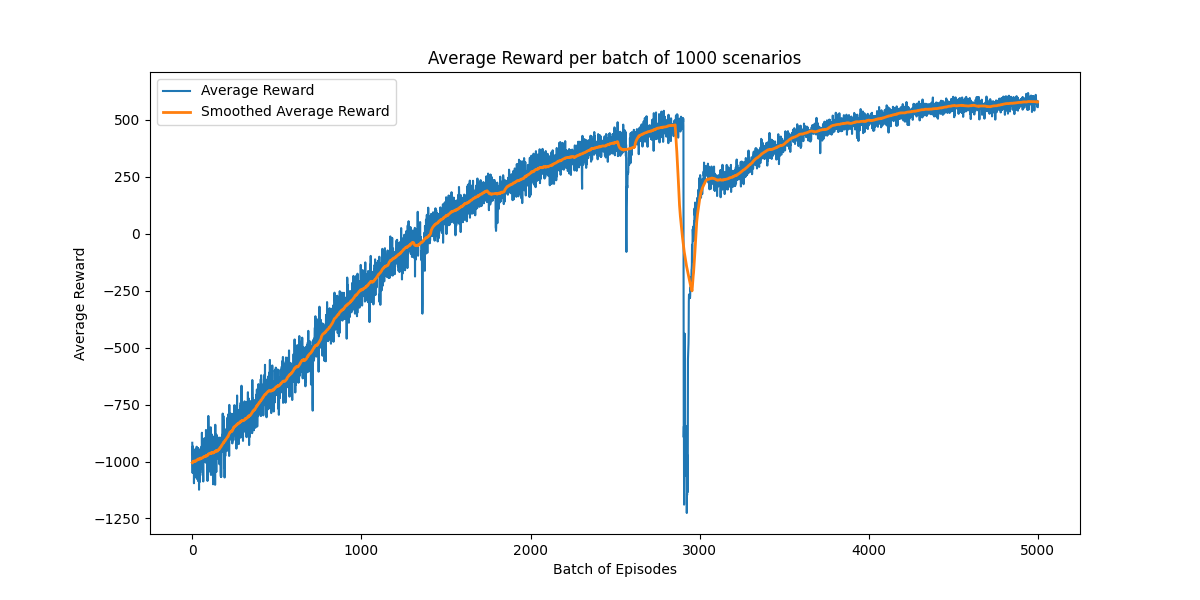 Average Reward per batch of 1000 scenarios
Average Reward
Smoothed Average Reward
500
250
0
−250
−500
−750
−1000
−1250
Average Reward
0 1000 2000 3000 4000 5000
Batch of Episodes